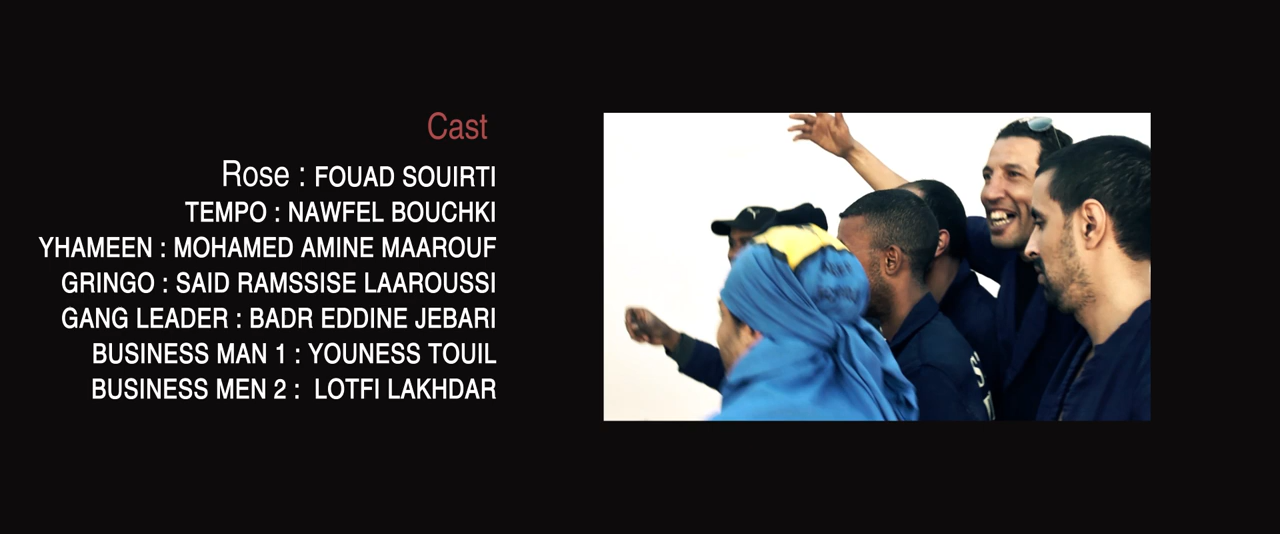 Cast
Rose : FOUAD SOUIRTI
TEMPO : NAWFEL BOUCHKI
YHAMEEN : MOHAMED AMINE MAAROUF
GRINGO : SAID RAMSSISE LAAROUSSI
GANG LEADER : BADR EDDINE JEBARI
BUSINESS MAN 1 : YOUNESS TOUIL
BUSINESS MEN 2 :  LOTFI LAKHDAR